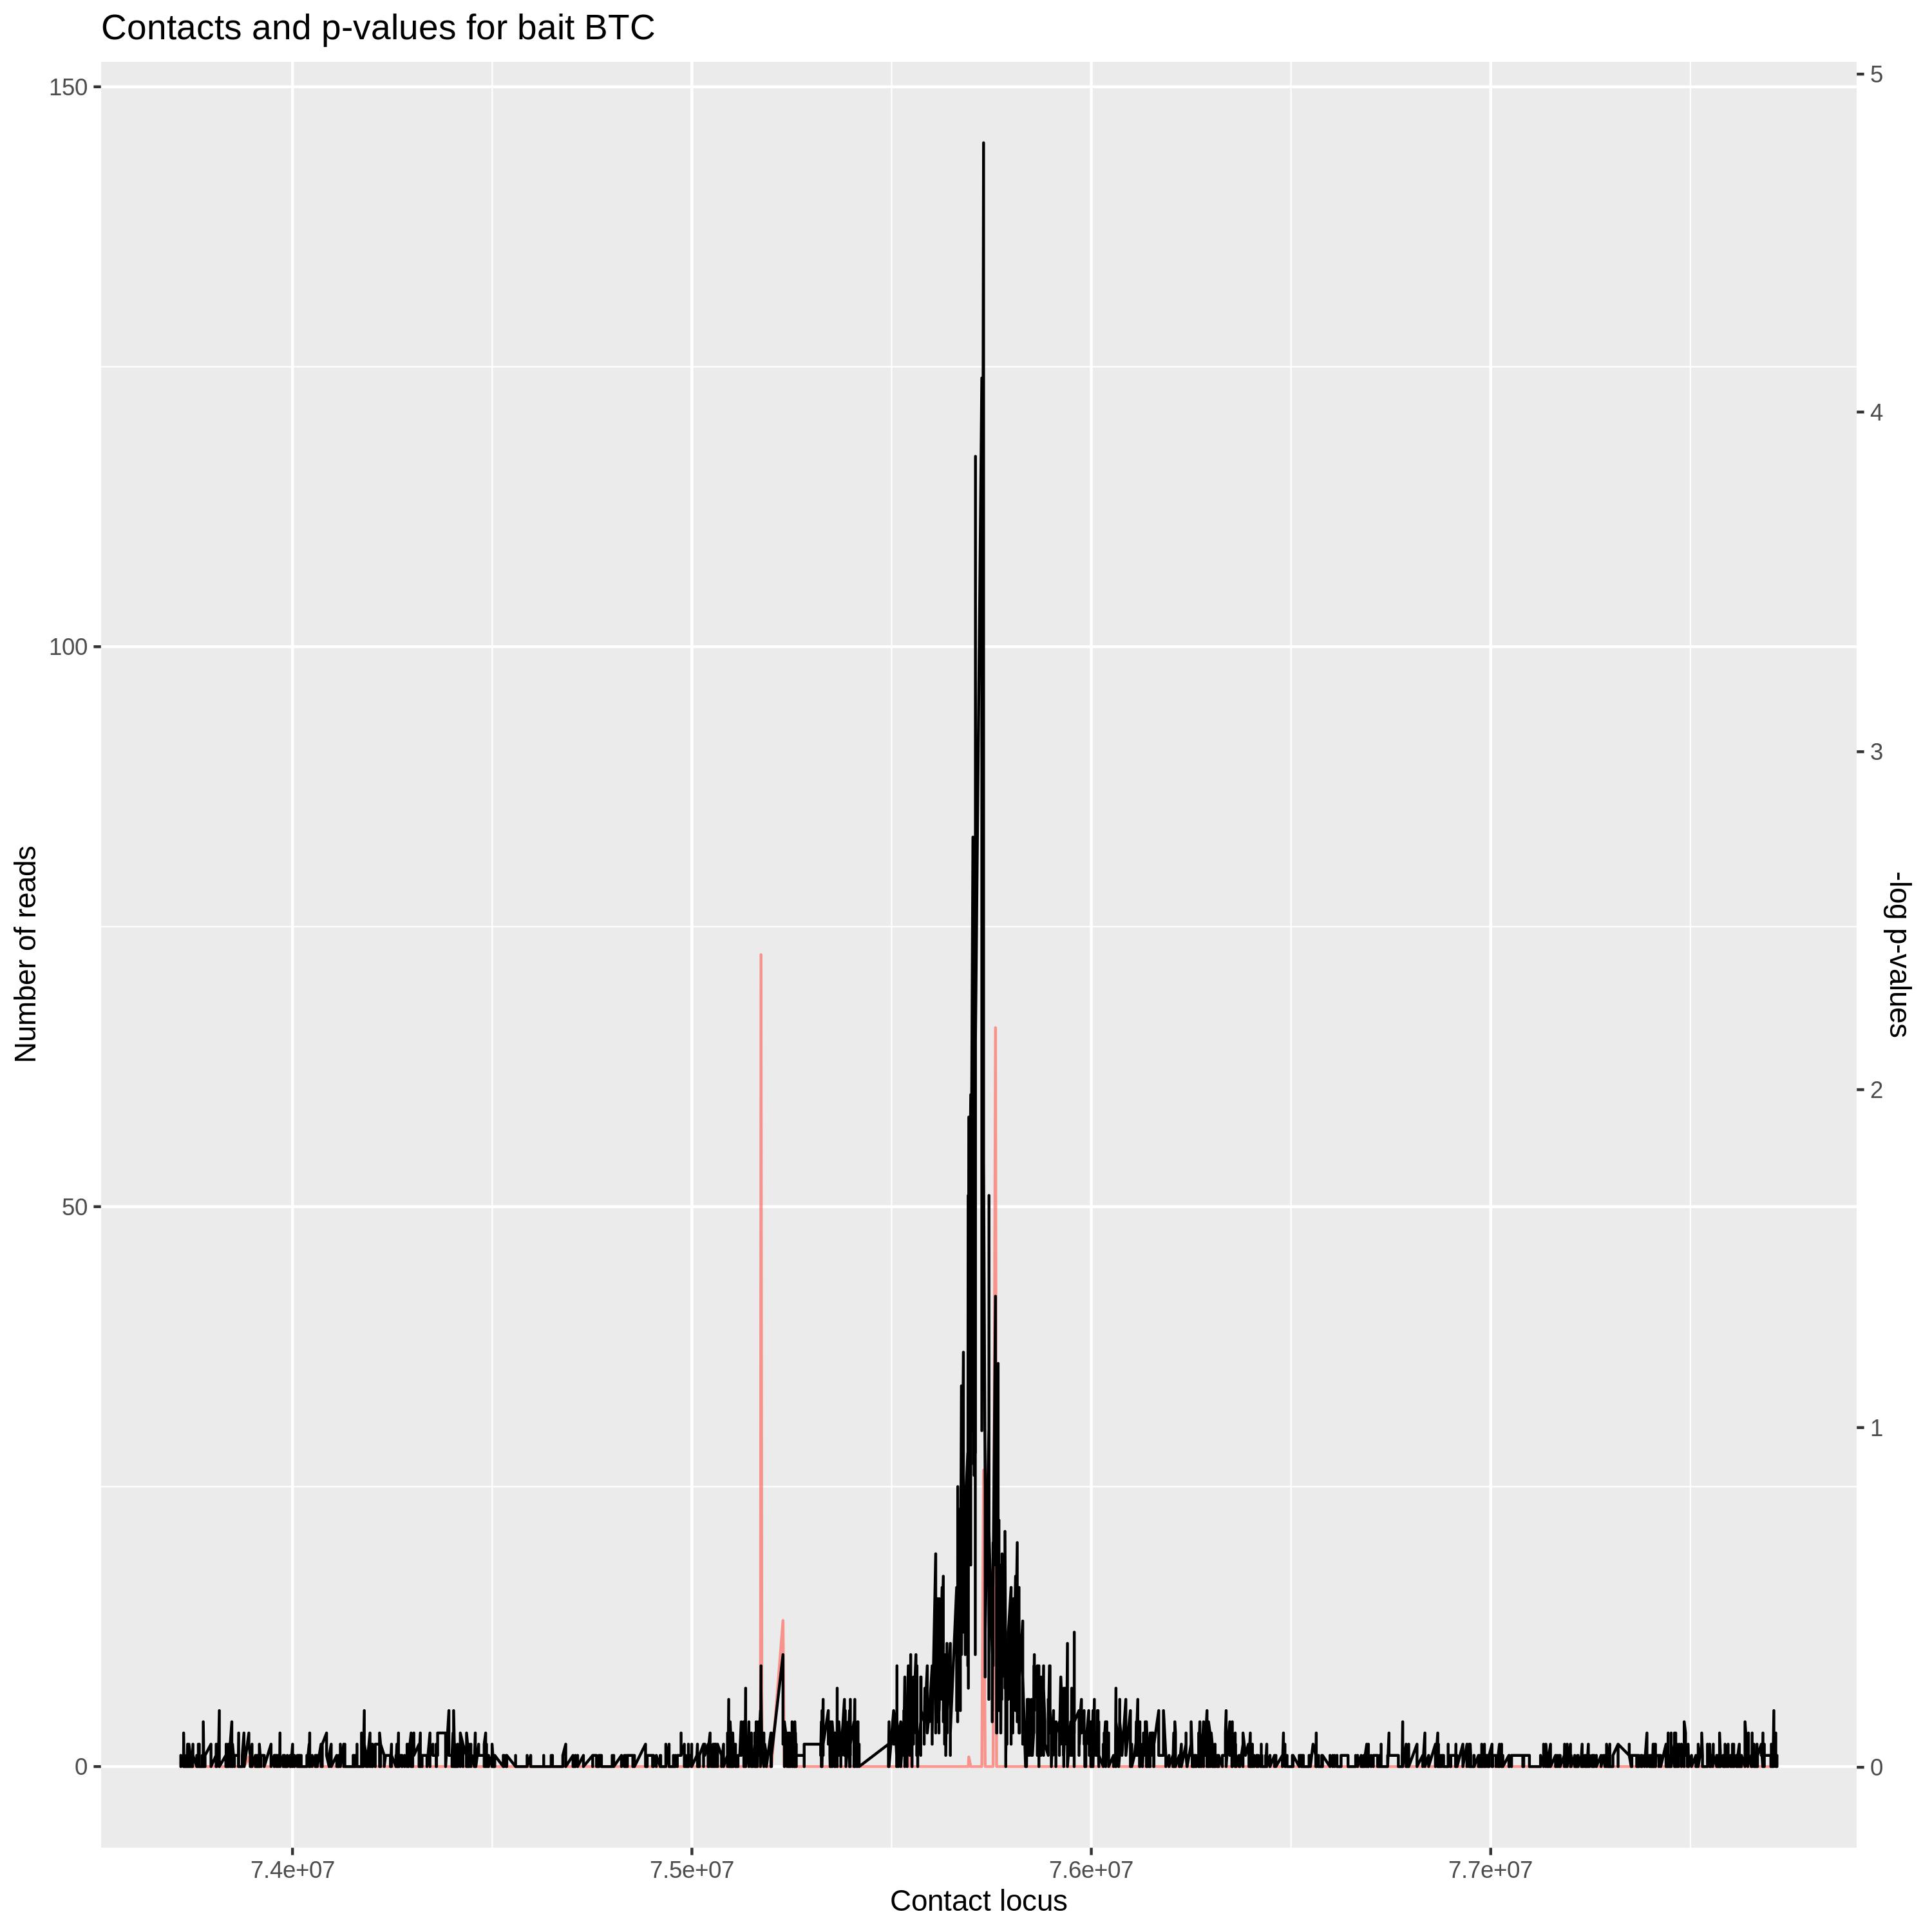 Contacts and p-values for bait BTC
150
100
50
0
Number of reads
5
4
3
2
1
0
-log p-values
7.4e+07
7.5e+07
7.6e+07
7.7e+07
Contact locus